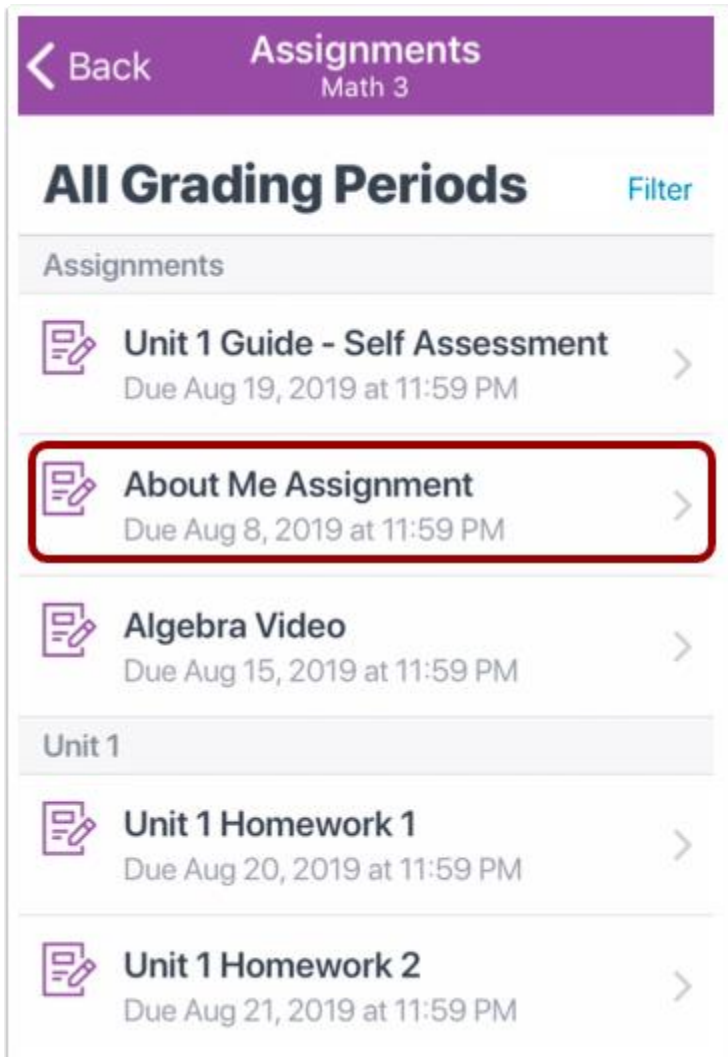 Back
Assignments
Math 3
All Grading Periods
Filter
Assignments
Unit 1 Guide - Self Assessment
Due Aug 19, 2019 at 11:59 PM
About Me Assignment
Due Aug 8, 2019 at 11:59 PM
Algebra Video
Due Aug 15, 2019 at 11:59 PM
Unit 1
Unit 1 Homework 1
Due Aug 20, 2019 at 11:59 PM
Unit 1 Homework 2
Due Aug 21, 2019 at 11:59 PM